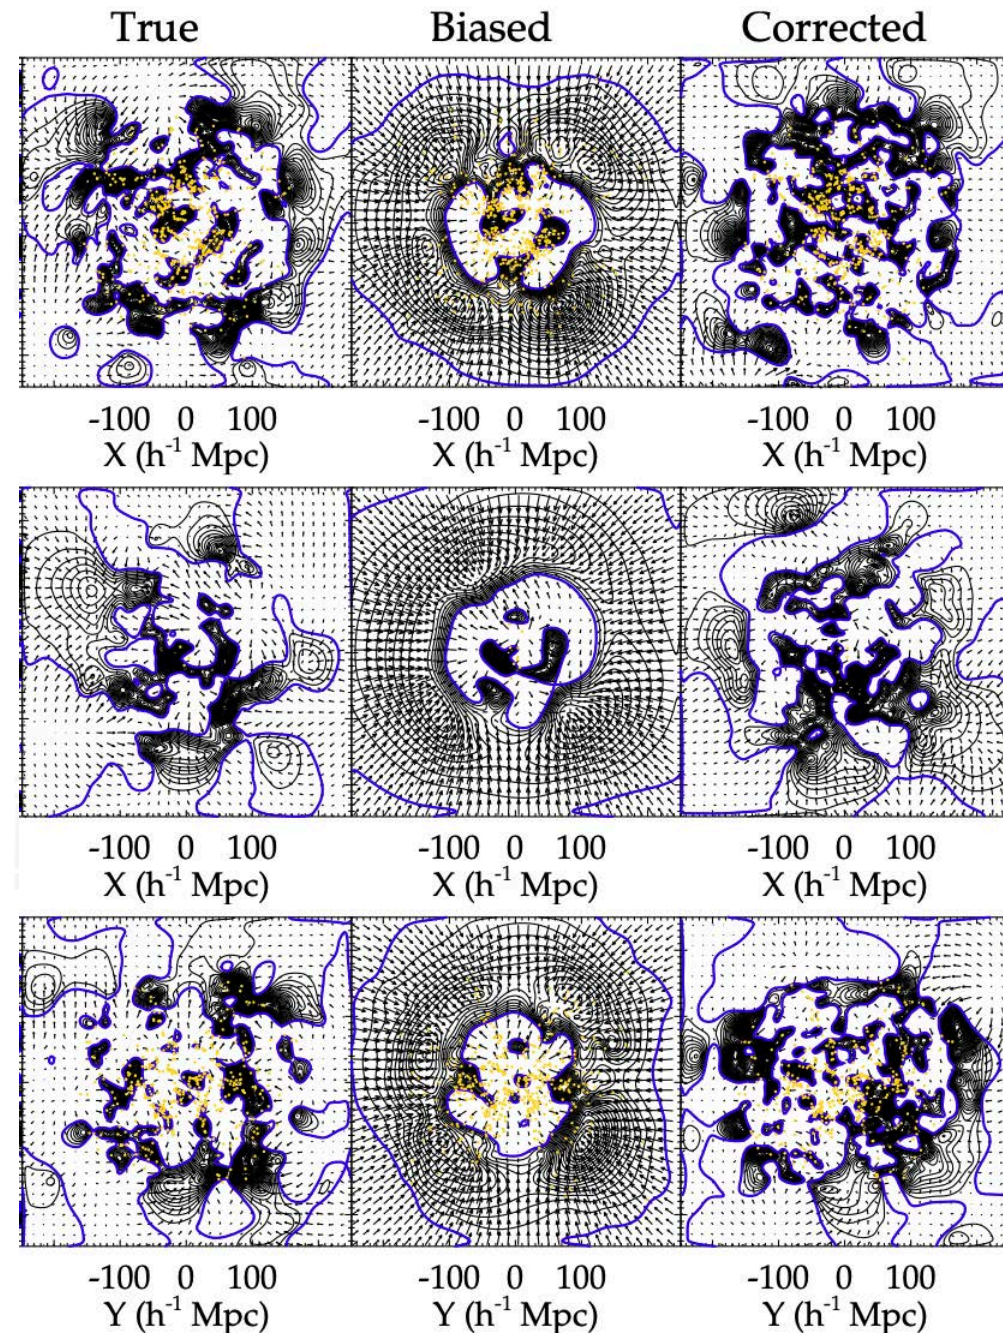 True Biased Corrected
-100 0 100 -100 0 100 -100 0 100
X (h⁻¹ Mpc) X (h⁻¹ Mpc) X (h⁻¹ Mpc)
-100 0 100 -100 0 100 -100 0 100
X (h⁻¹ Mpc) X (h⁻¹ Mpc) X (h⁻¹ Mpc)
-100 0 100 -100 0 100 -100 0 100
Y (h⁻¹ Mpc) Y (h⁻¹ Mpc) Y (h⁻¹ Mpc)